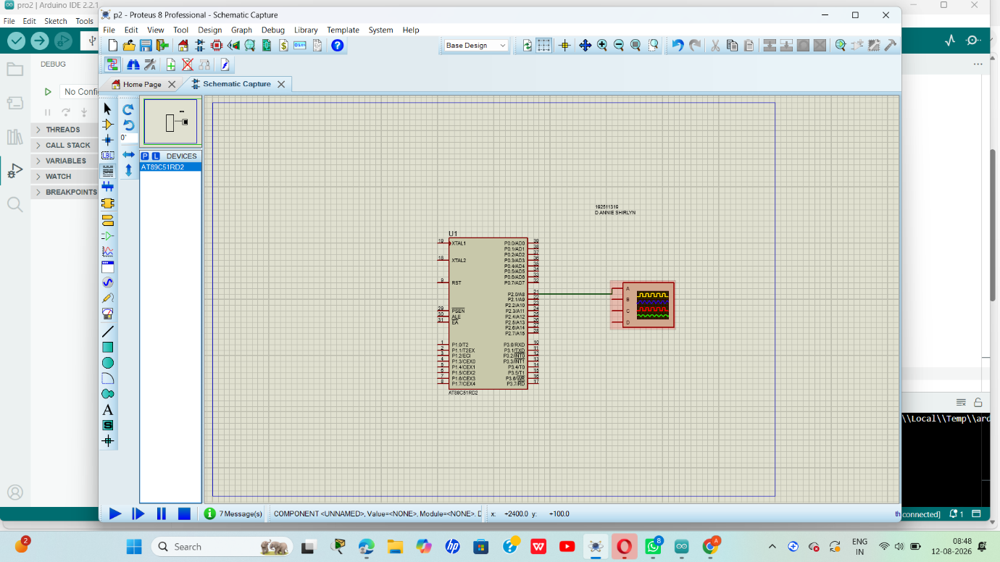 pro2 | Arduino IDE 2.2.1
File Edit Sketch Tools
DEBUG
No Confi
THREADS
CALL STACK
VARIABLES
WATCH
BREAKPOINTS
p2 - Proteus 8 Professional - Schematic Capture
File Edit View Tool Design Graph Debug Library Template System Help
Base Design
Home Page
Schematic Capture
0°
P L DEVICES
AT89C51RD2
LBL
A
S
192511319
D ANNIE SHIRLYN
U1
19 XTAL1
18 XTAL2
9 RST
29 PSEN
30 ALE
31 EA
1 P1.0/T2
2 P1.1/T2EX
3 P1.2/ECI
4 P1.3/CEX0
5 P1.4/CEX1
6 P1.5/CEX2
7 P1.6/CEX3
8 P1.7/CEX4
P0.0/AD0 39
P0.1/AD1 38
P0.2/AD2 37
P0.3/AD3 36
P0.4/AD4 35
P0.5/AD5 34
P0.6/AD6 33
P0.7/AD7 32
P2.0/A8 21
P2.1/A9 22
P2.2/A10 23
P2.3/A11 24
P2.4/A12 25
P2.5/A13 26
P2.6/A14 27
P2.7/A15 28
P3.0/RXD 10
P3.1/TXD 11
P3.2/INT0 12
P3.3/INT1 13
P3.4/T0 14
P3.5/T1 15
P3.6/WR 16
P3.7/RD 17
AT89C51RD2
A
B
C
D
\\Local\\Temp\\ard
7 Message(s)
COMPONENT <UNNAMED>, Value=<NONE>, Module=<NONE>. D
x: +2400.0 y: +100.0
th
connected]
1
2
Search
8
A
ENG
IN
08:48
12-08-2026